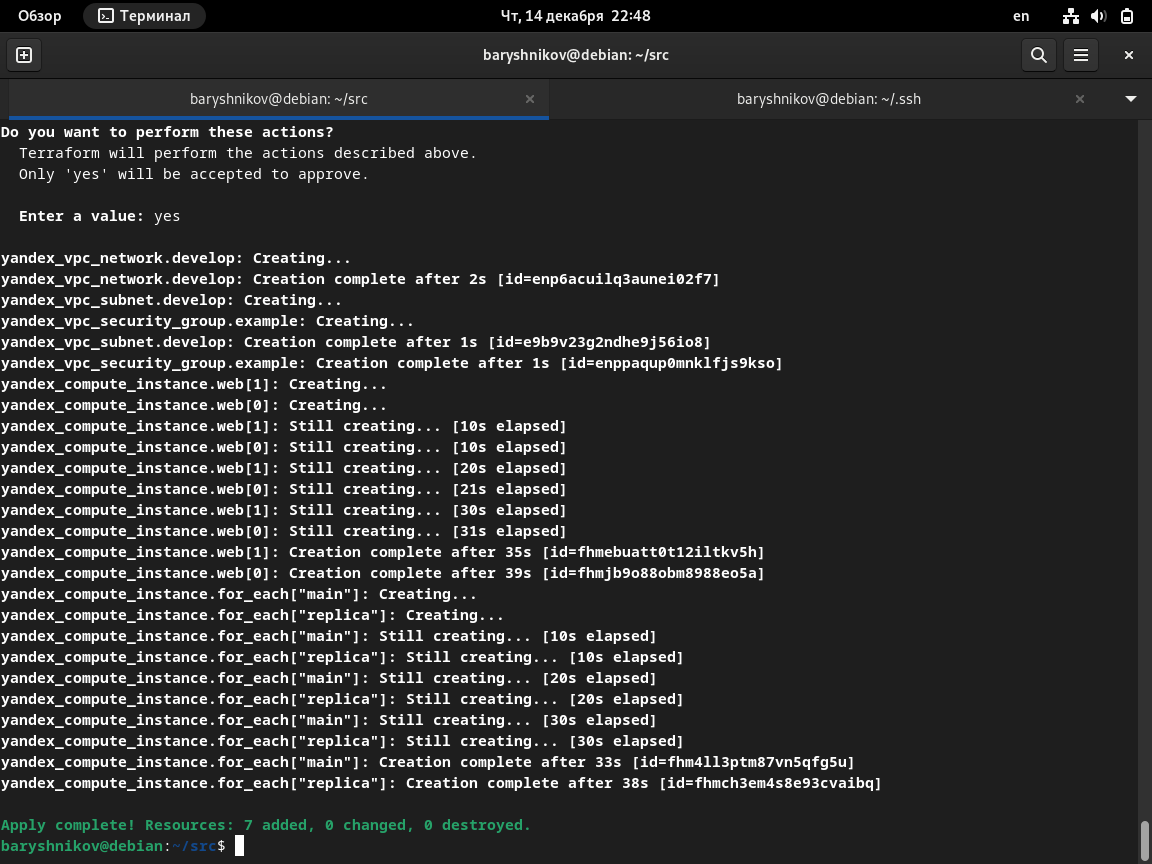 Обзор
Терминал
Чт, 14 декабря 22:48
en
baryshnikov@debian: ~/src
baryshnikov@debian: ~/src
baryshnikov@debian: ~/.ssh
Do you want to perform these actions?
  Terraform will perform the actions described above.
  Only 'yes' will be accepted to approve.
  Enter a value: yes
yandex_vpc_network.develop: Creating...
yandex_vpc_network.develop: Creation complete after 2s [id=enp6acuilq3aunei02f7]
yandex_vpc_subnet.develop: Creating...
yandex_vpc_security_group.example: Creating...
yandex_vpc_subnet.develop: Creation complete after 1s [id=e9b9v23g2ndhe9j56io8]
yandex_vpc_security_group.example: Creation complete after 1s [id=enppaqup0mnklfjs9kso]
yandex_compute_instance.web[1]: Creating...
yandex_compute_instance.web[0]: Creating...
yandex_compute_instance.web[1]: Still creating... [10s elapsed]
yandex_compute_instance.web[0]: Still creating... [10s elapsed]
yandex_compute_instance.web[1]: Still creating... [20s elapsed]
yandex_compute_instance.web[0]: Still creating... [21s elapsed]
yandex_compute_instance.web[1]: Still creating... [30s elapsed]
yandex_compute_instance.web[0]: Still creating... [31s elapsed]
yandex_compute_instance.web[1]: Creation complete after 35s [id=fhmebuatt0t12iltkv5h]
yandex_compute_instance.web[0]: Creation complete after 39s [id=fhmjb9o88obm8988eo5a]
yandex_compute_instance.for_each["main"]: Creating...
yandex_compute_instance.for_each["replica"]: Creating...
yandex_compute_instance.for_each["main"]: Still creating... [10s elapsed]
yandex_compute_instance.for_each["replica"]: Still creating... [10s elapsed]
yandex_compute_instance.for_each["main"]: Still creating... [20s elapsed]
yandex_compute_instance.for_each["replica"]: Still creating... [20s elapsed]
yandex_compute_instance.for_each["main"]: Still creating... [30s elapsed]
yandex_compute_instance.for_each["replica"]: Still creating... [30s elapsed]
yandex_compute_instance.for_each["main"]: Creation complete after 33s [id=fhm4ll3ptm87vn5qfg5u]
yandex_compute_instance.for_each["replica"]: Creation complete after 38s [id=fhmch3em4s8e93cvaibq]
Apply complete! Resources: 7 added, 0 changed, 0 destroyed.
baryshnikov@debian:~/src$